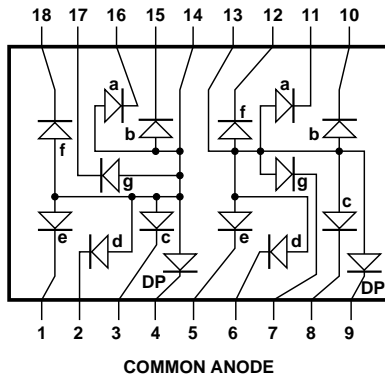 18 17 16 15 14 13 12 11 10
a a
f b f b
g g
e d c e d c
DP DP
1 2 3 4 5 6 7 8 9
COMMON ANODE